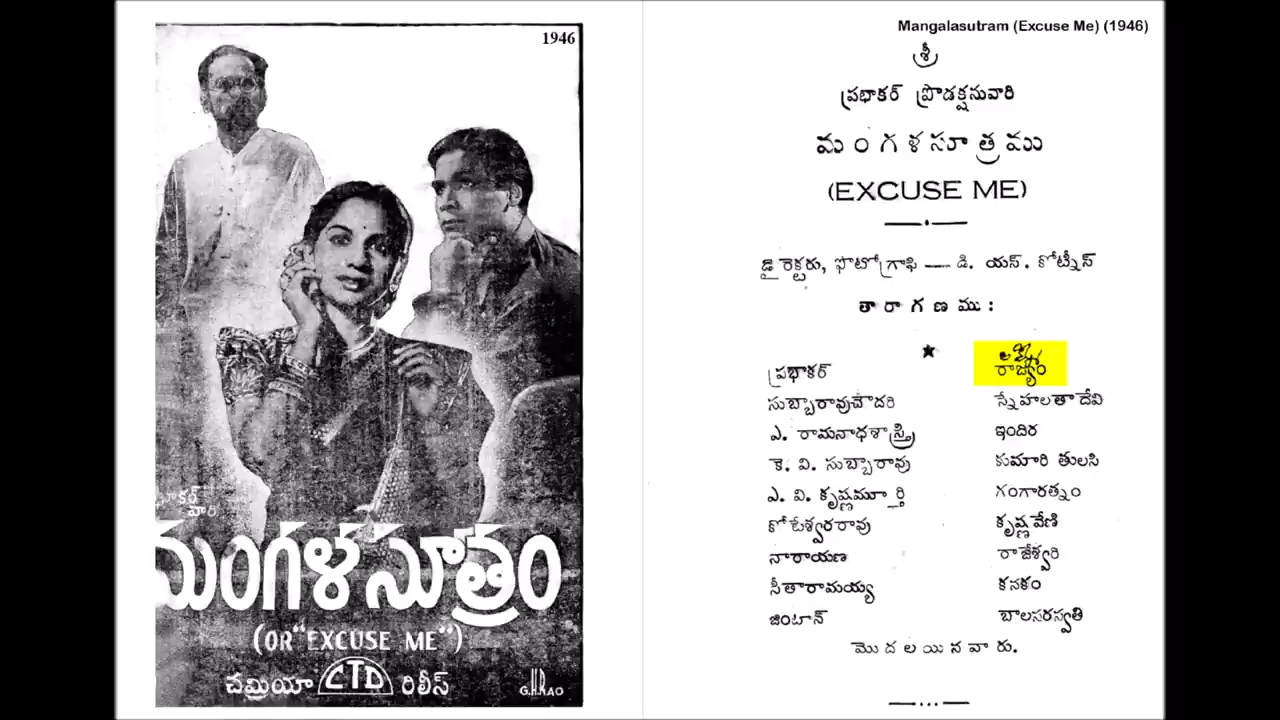 1946
మంగళసూత్రం
(OR "EXCUSE ME")
చమ్రియా CTD రిలీస్
G.H.RAO
Mangalasutram (Excuse Me) (1946)
శ్రీ
ప్రభాకర్ ప్రొడక్షనువారి
మంగళసూత్రము
(EXCUSE ME)
డైరెక్టరు, ఫొటోగ్రాఫి — డి. యస్. కోట్నీస్
తారాగణము :
ప్రభాకర్ లక్ష్మీ రాజ్యం
సుబ్బారావుచౌదరి స్నేహలతాదేవి
ఎ. రామనాధశాస్త్రి ఇందిర
కె. వి. సుబ్బారావు కుమారి తులసి
ఎ. వి. కృష్ణమూర్తి గంగారత్నం
కోటేశ్వరరావు కృష్ణవేణి
నారాయణ రాజేశ్వరి
సీతారామయ్య కనకం
జింటాన్ బాలసరస్వతి
మొదలయినవారు.